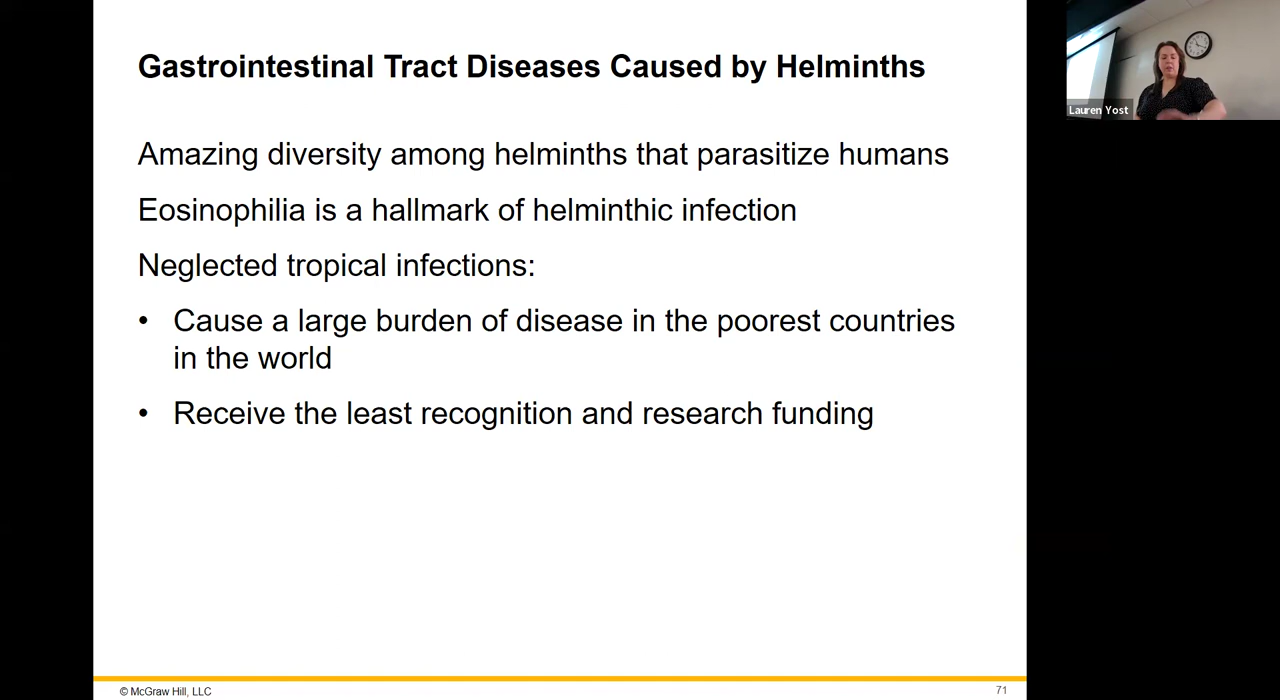 Gastrointestinal Tract Diseases Caused by Helminths
Amazing diversity among helminths that parasitize humans
Eosinophilia is a hallmark of helminthic infection
Neglected tropical infections:
• Cause a large burden of disease in the poorest countries
in the world
• Receive the least recognition and research funding
© McGraw Hill, LLC
71
Lauren Yost